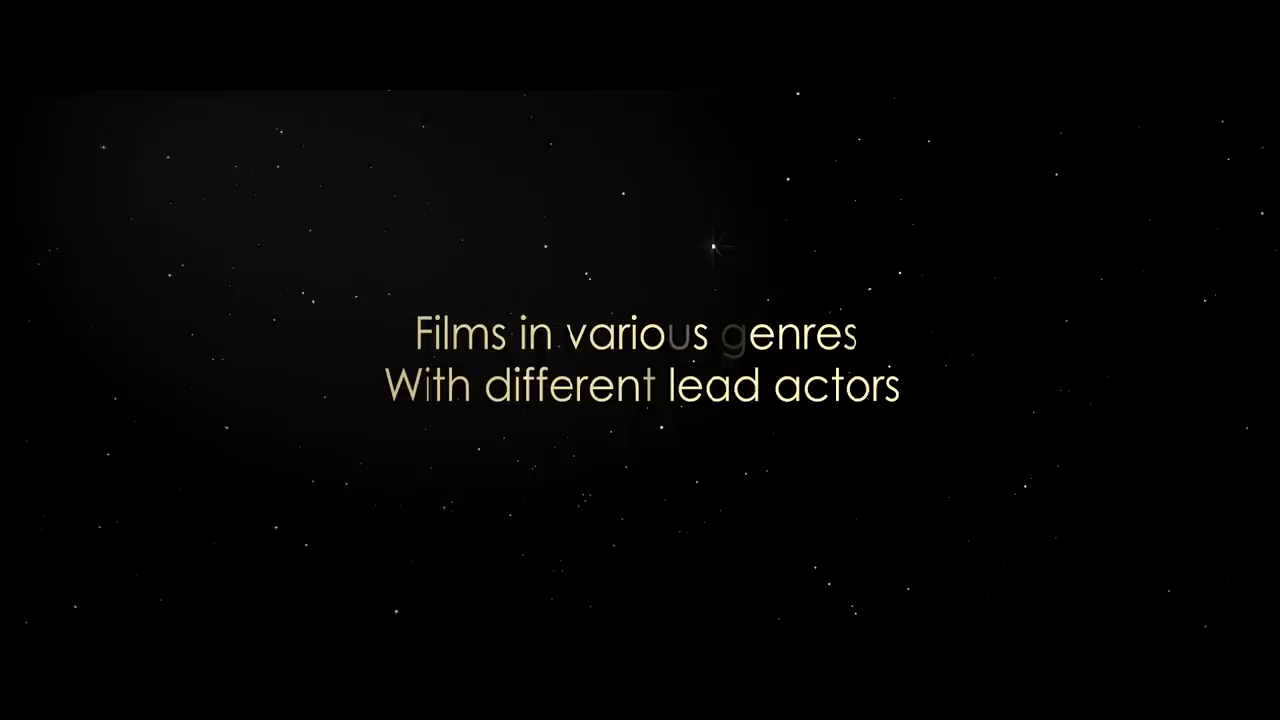 Films in various genres
With different lead actors